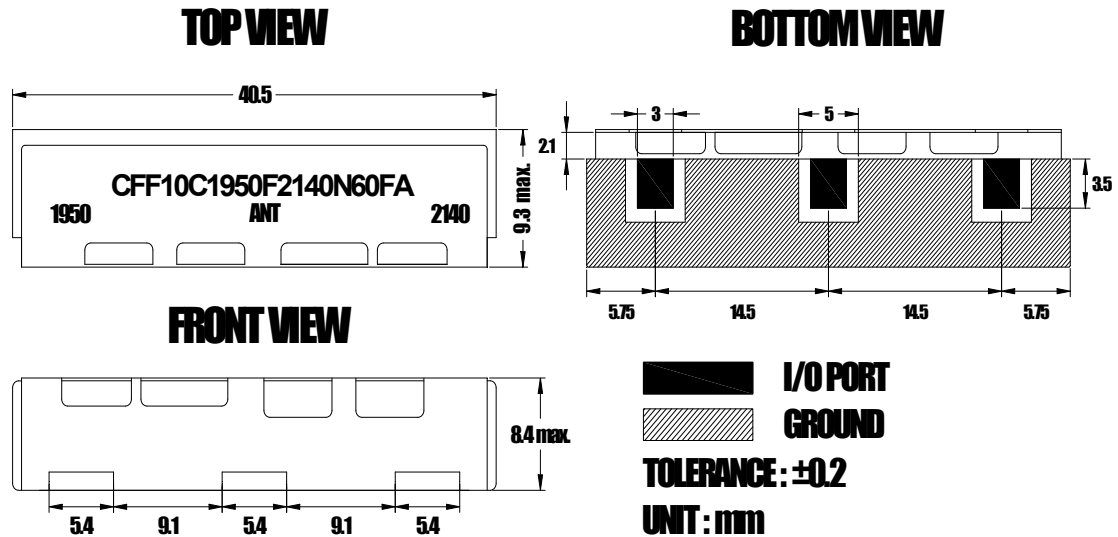 TOP VIEW
40.5
CFF10C1950F2140N60FA
1950 ANT 2140
9.3 max.
BOTTOM VIEW
3 5
2.1
3.5
5.75 14.5 14.5 5.75
FRONT VIEW
8.4 max.
5.4 9.1 5.4 9.1 5.4
I/O PORT
GROUND
TOLERANCE : ±0.2
UNIT : mm